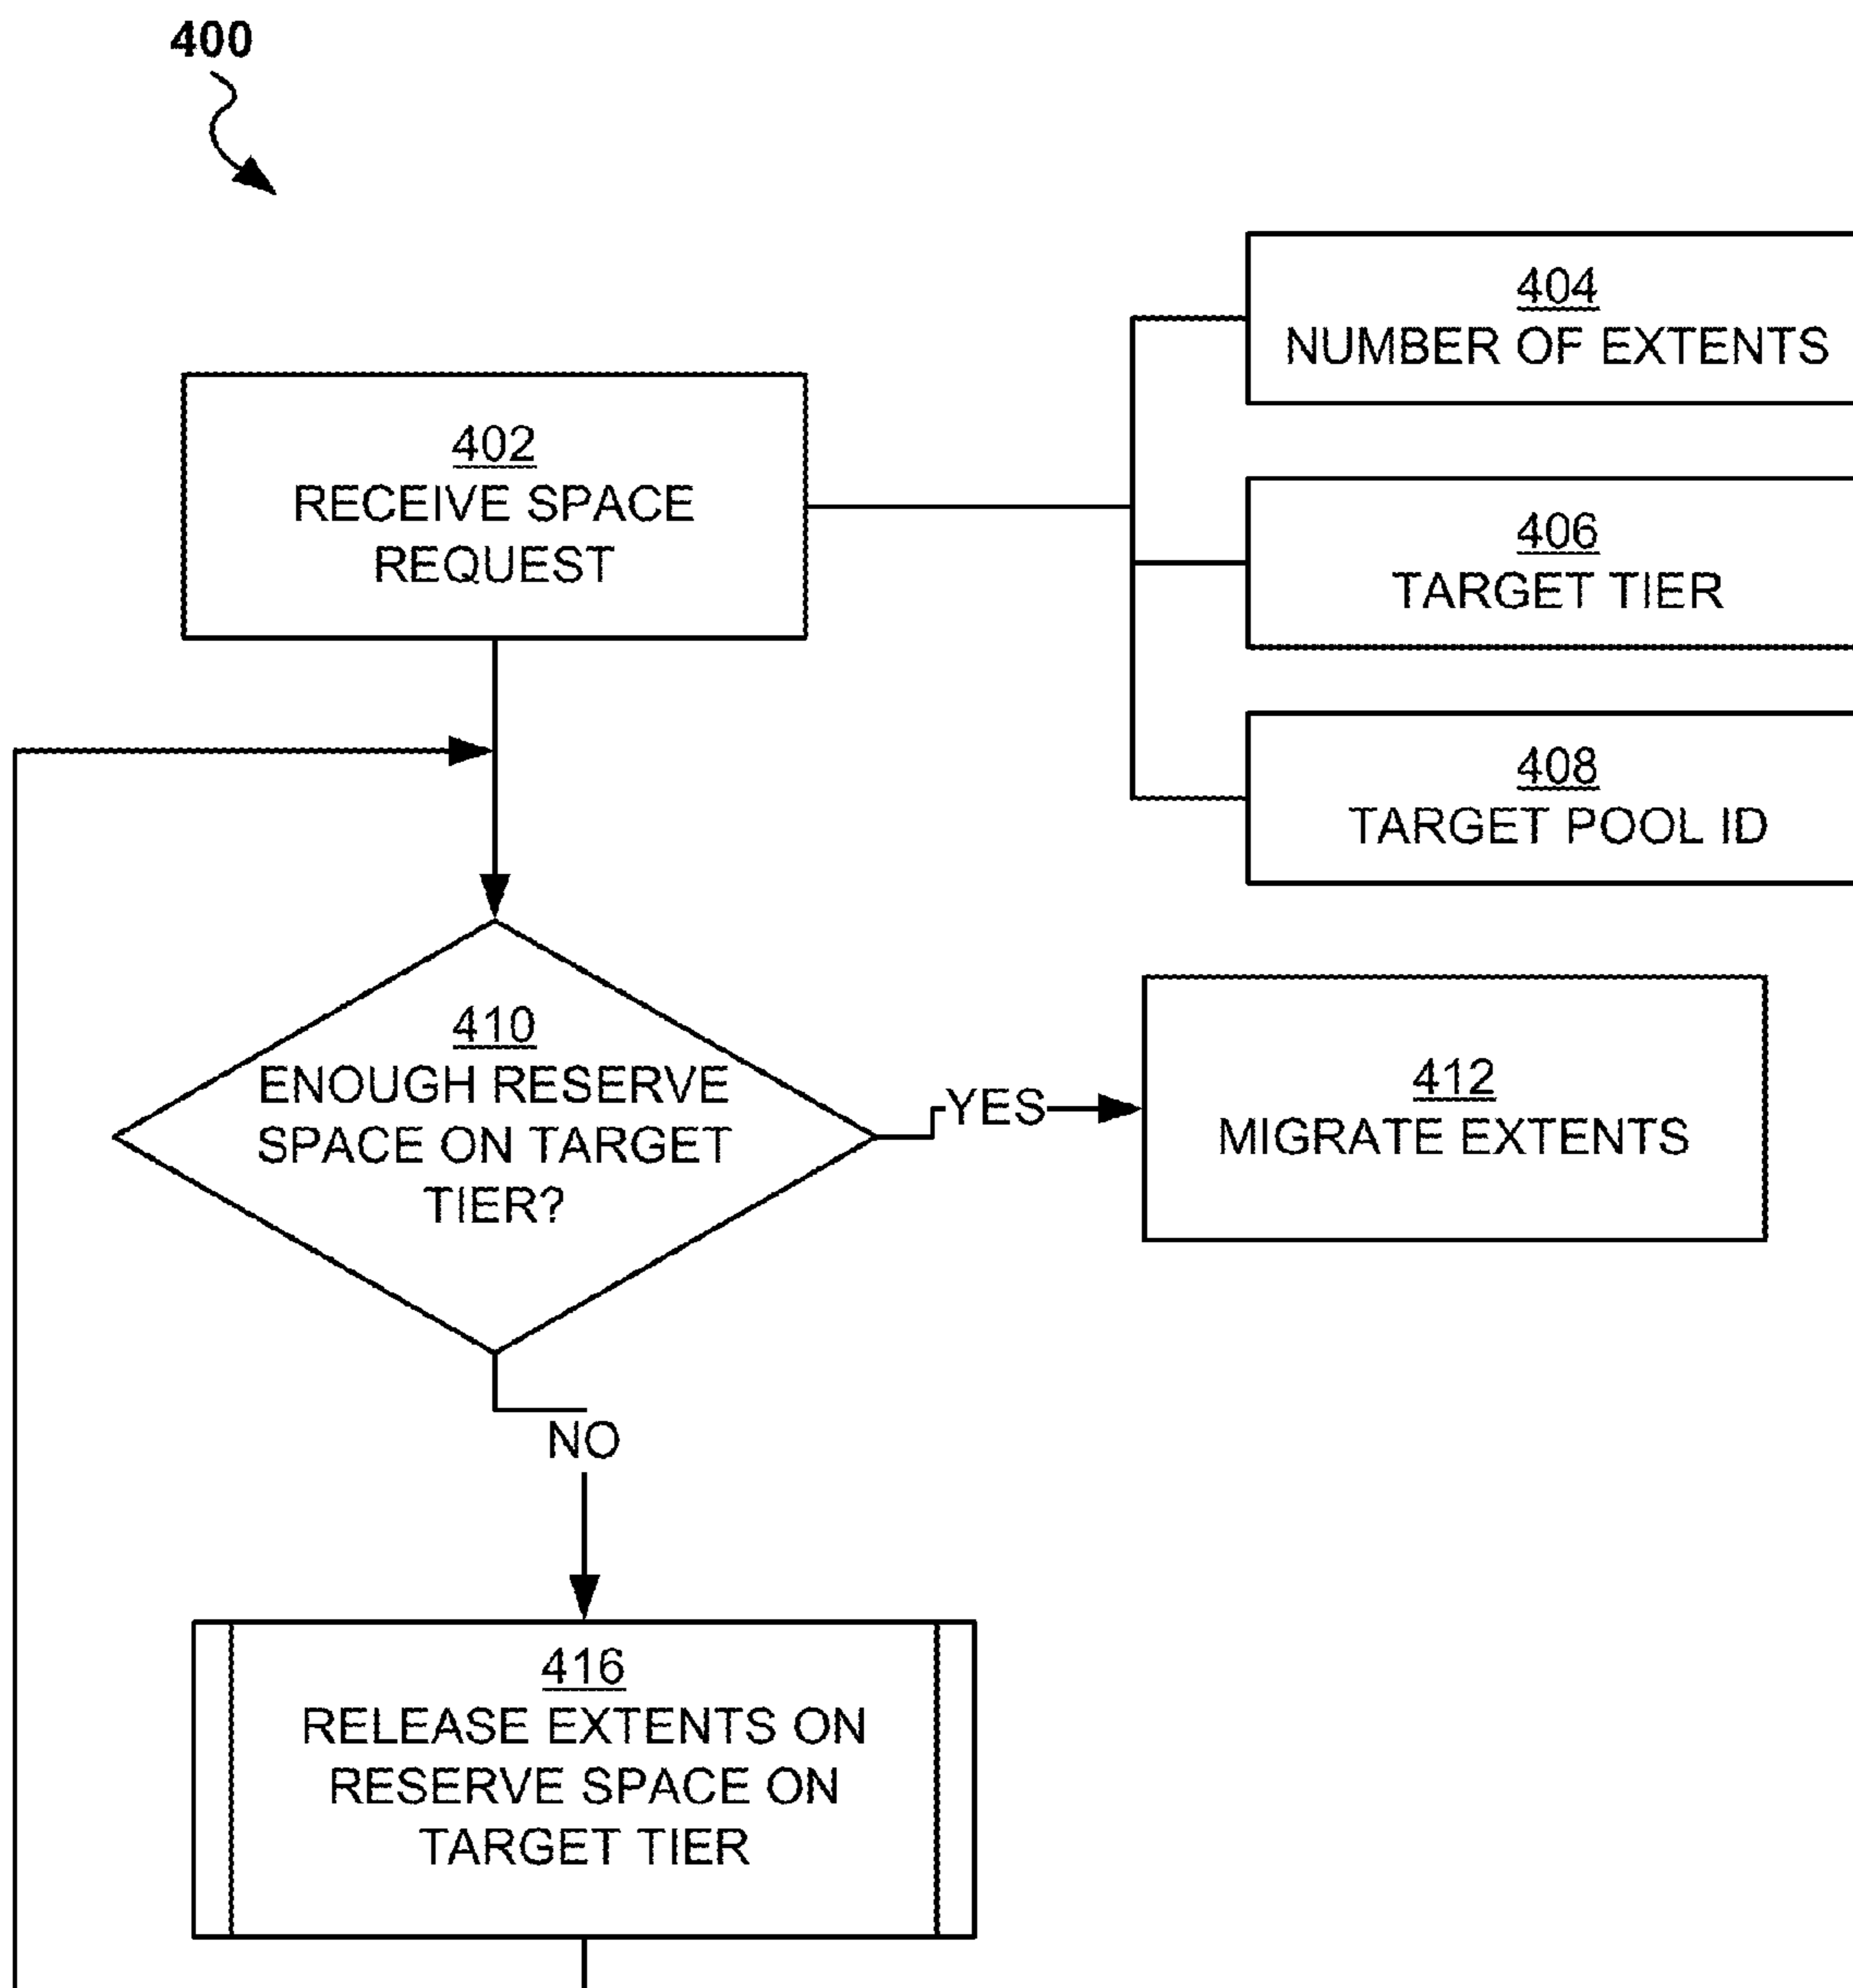 400
402
RECEIVE SPACE
REQUEST
404
NUMBER OF EXTENTS
406
TARGET TIER
408
TARGET POOL ID
410
ENOUGH RESERVE
SPACE ON TARGET
TIER?
YES
412
MIGRATE EXTENTS
NO
416
RELEASE EXTENTS ON
RESERVE SPACE ON
TARGET TIER